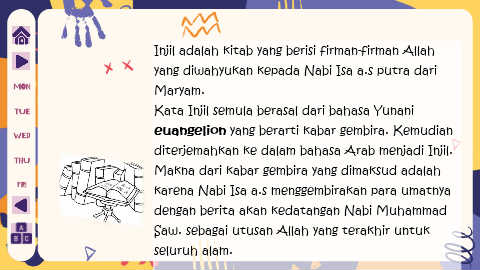 Injil adalah kitab yang berisi firman-firman Allah
yang diwahyukan kepada Nabi Isa a.s putra dari
Maryam.
Kata Injil semula berasal dari bahasa Yunani
euangelion yang berarti kabar gembira. Kemudian
diterjemahkan ke dalam bahasa Arab menjadi Injil.
Makna dari kabar gembira yang dimaksud adalah
karena Nabi Isa a.s menggembirakan para umatnya
dengan berita akan kedatangan Nabi Muhammad
Saw. sebagai utusan Allah yang terakhir untuk
seluruh alam.
MON
TUE
WED
THU
FRI
A
B C